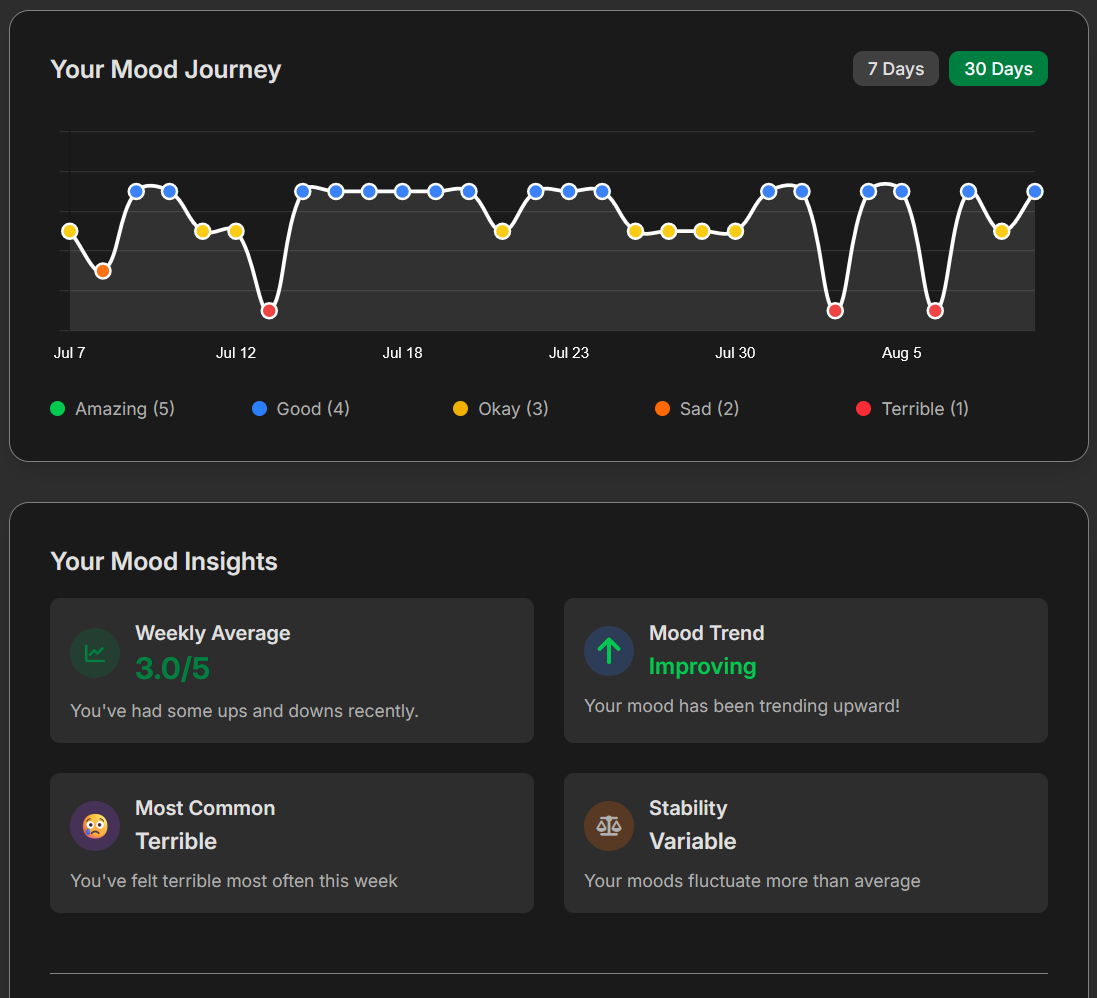 Your Mood Journey
7 Days
30 Days
Jul 7
Jul 12
Jul 18
Jul 23
Jul 30
Aug 5
Amazing (5)
Good (4)
Okay (3)
Sad (2)
Terrible (1)
Your Mood Insights
Weekly Average
3.0/5
You've had some ups and downs recently.
Mood Trend
Improving
Your mood has been trending upward!
Most Common
Terrible
You've felt terrible most often this week
Stability
Variable
Your moods fluctuate more than average